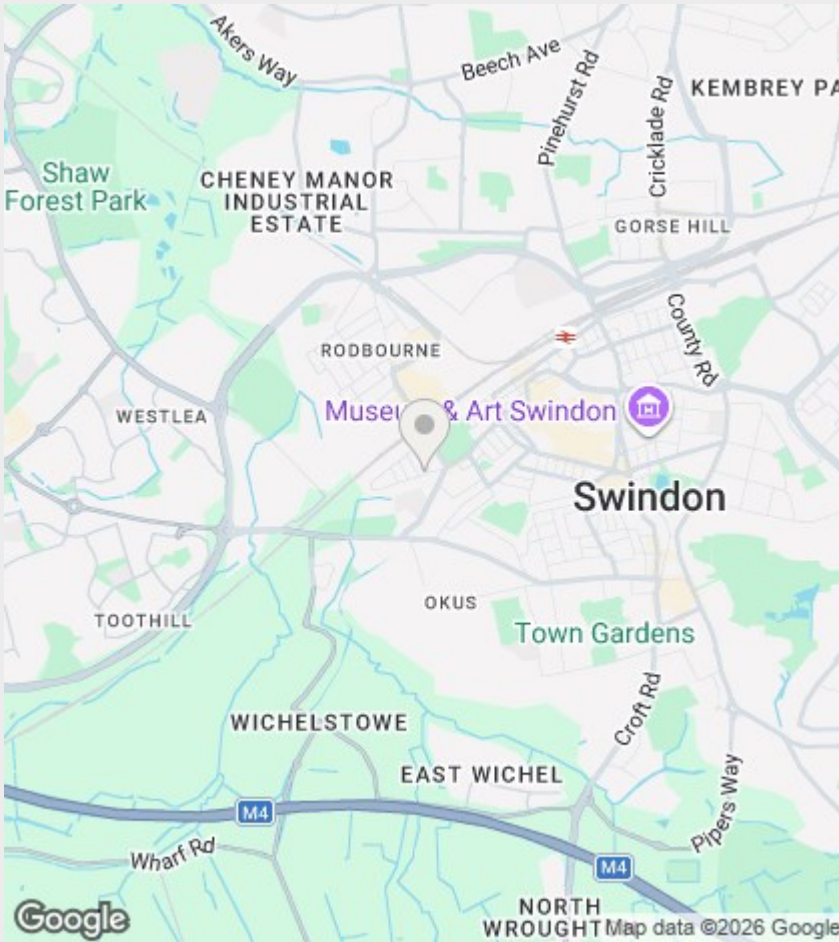 Akers Way
Beech Ave
Pinehurst Rd
Cricklade Rd
KEMBREY PA
Shaw
Forest Park
CHENEY MANOR
INDUSTRIAL
ESTATE
GORSE HILL
County Rd
RODBOURNE
WESTLEA
Museu & Art Swindon
Swindon
OKUS
TOOTHILL
Town Gardens
WICHELSTOWE
Croft Rd
EAST WICHEL
Pipers Way
M4
Wharf Rd
M4
NORTH
WROUGHT
Google
Map data ©2026 Google